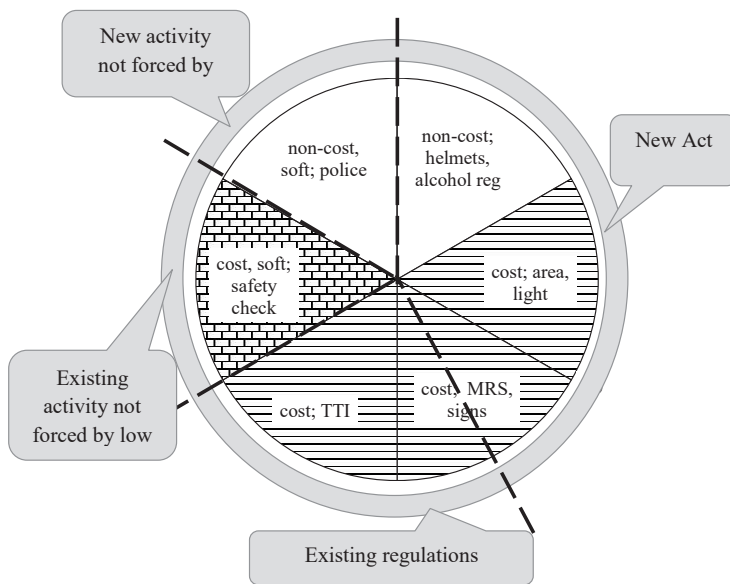 New activity
not forced by
non-cost,
soft; police
non-cost;
helmets,
alcohol reg
New Act
cost, soft;
safety
check
cost; area,
light
Existing
activity not
forced by low
cost; TTI
cost, MRS,
signs
Existing regulations